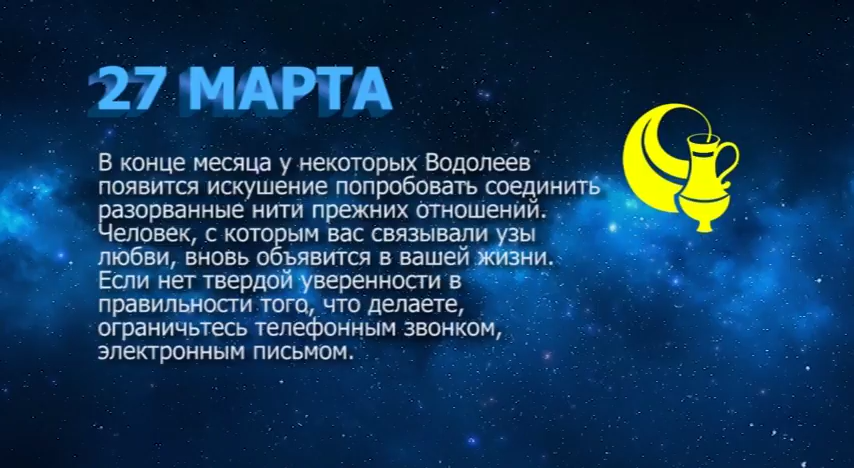 27 МАРТА
В конце месяца у некоторых Водолеев
появится искушение попробовать соединить
разорванные нити прежних отношений.
Человек, с которым вас связывали узы
любви, вновь объявится в вашей жизни.
Если нет твердой уверенности в
правильности того, что делаете,
ограничьтесь телефонным звонком,
электронным письмом.